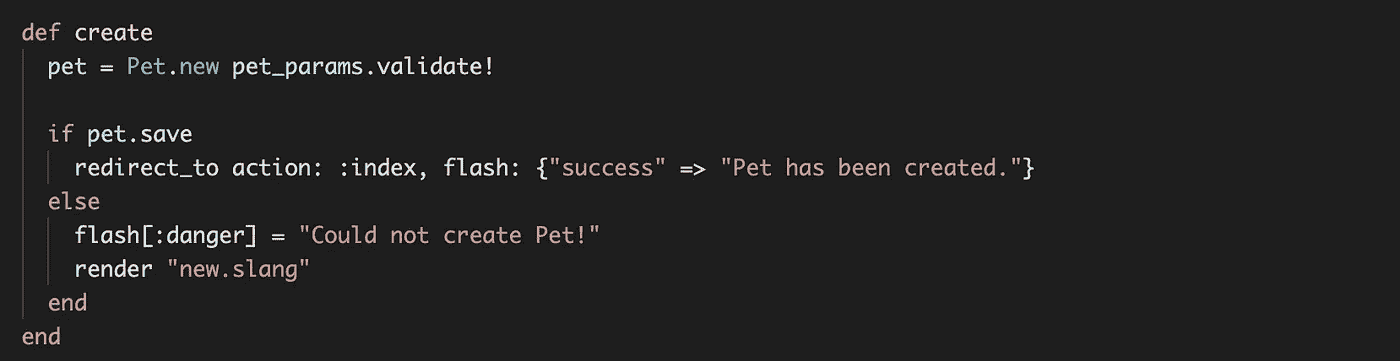 def create
pet = Pet.new pet_params.validate!
if pet.save
redirect_to action: :index, flash: {"success" => "Pet has been created."}
else
flash[:danger] = "Could not create Pet!"
render "new.slang"
end
end